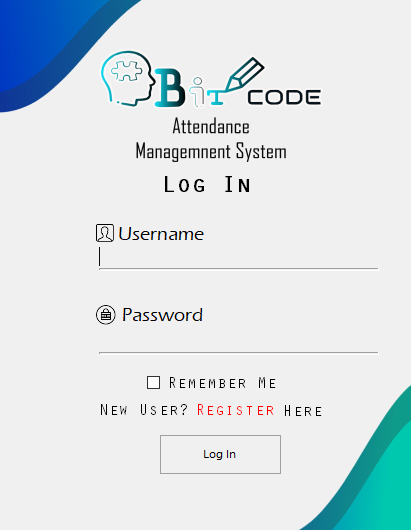 Bit CODE
Attendance
Managemnent System
Log In
Username
Password
Remember Me
New User? Register Here
Log In